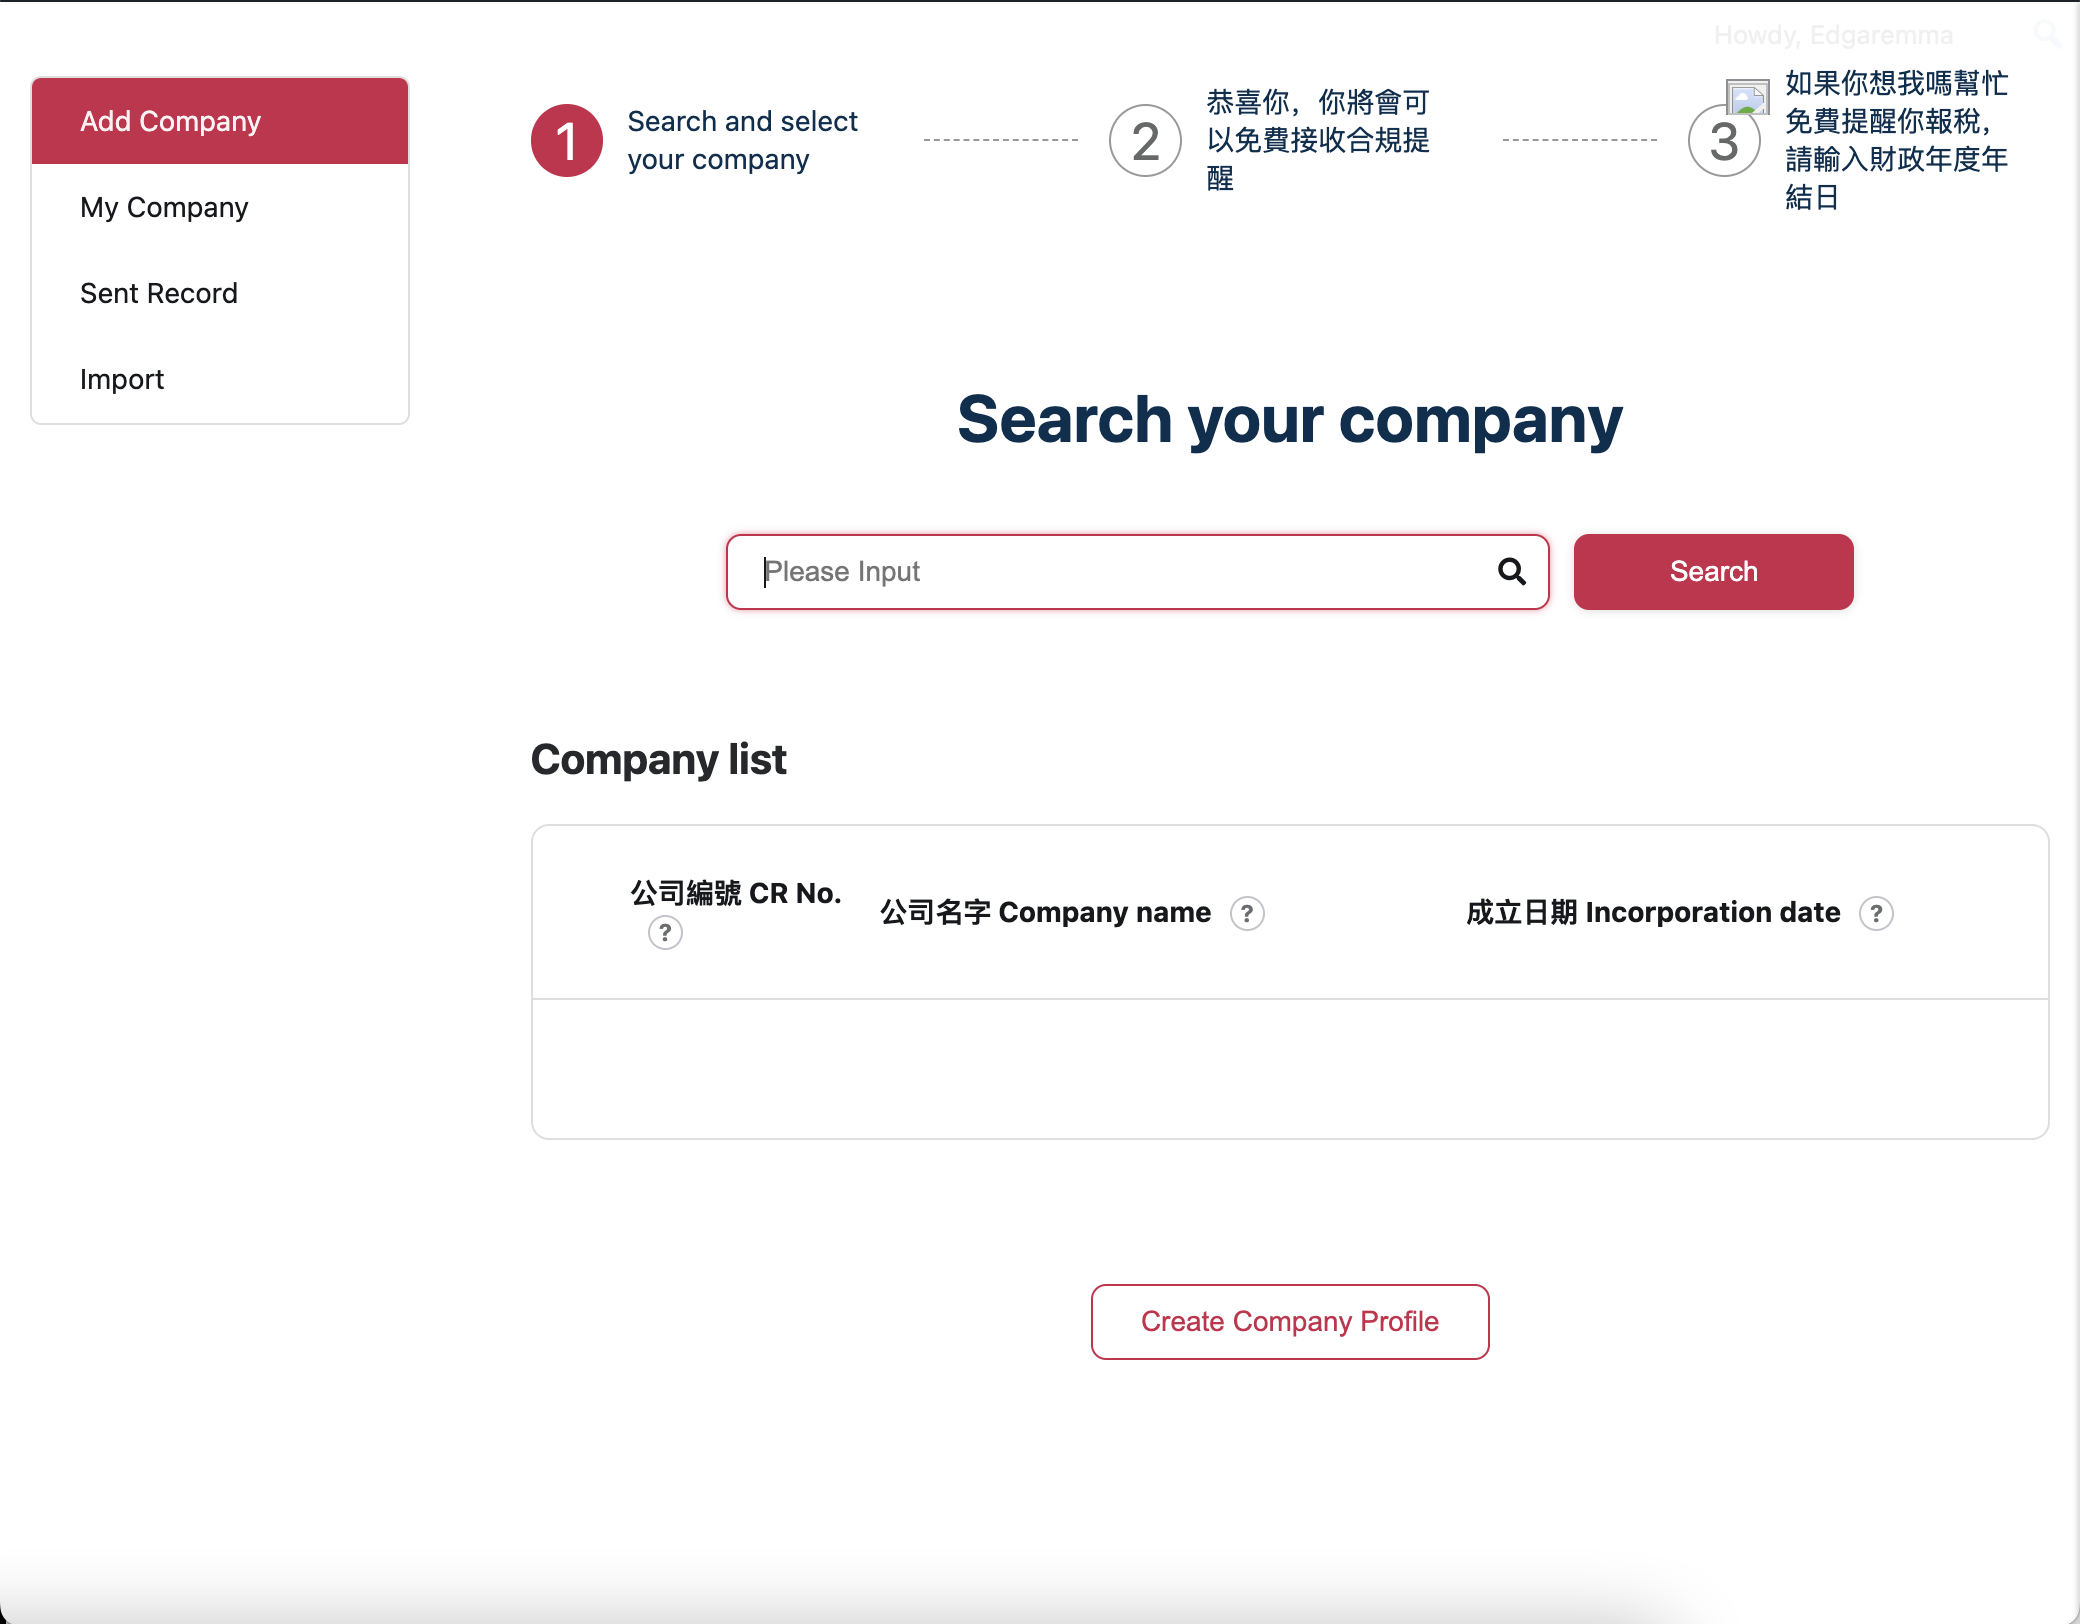 Howdy, Edgaremma
Add Company
My Company
Sent Record
Import
1
Search and select
your company
2
恭喜你，你將會可
以免費接收合規提
醒
3
如果你想我嗎幫忙
免費提醒你報稅，
請輸入財政年度年
結日
Search your company
Please Input
Search
Company list
公司編號 CR No.
?
公司名字 Company name ?
成立日期 Incorporation date ?
Create Company Profile